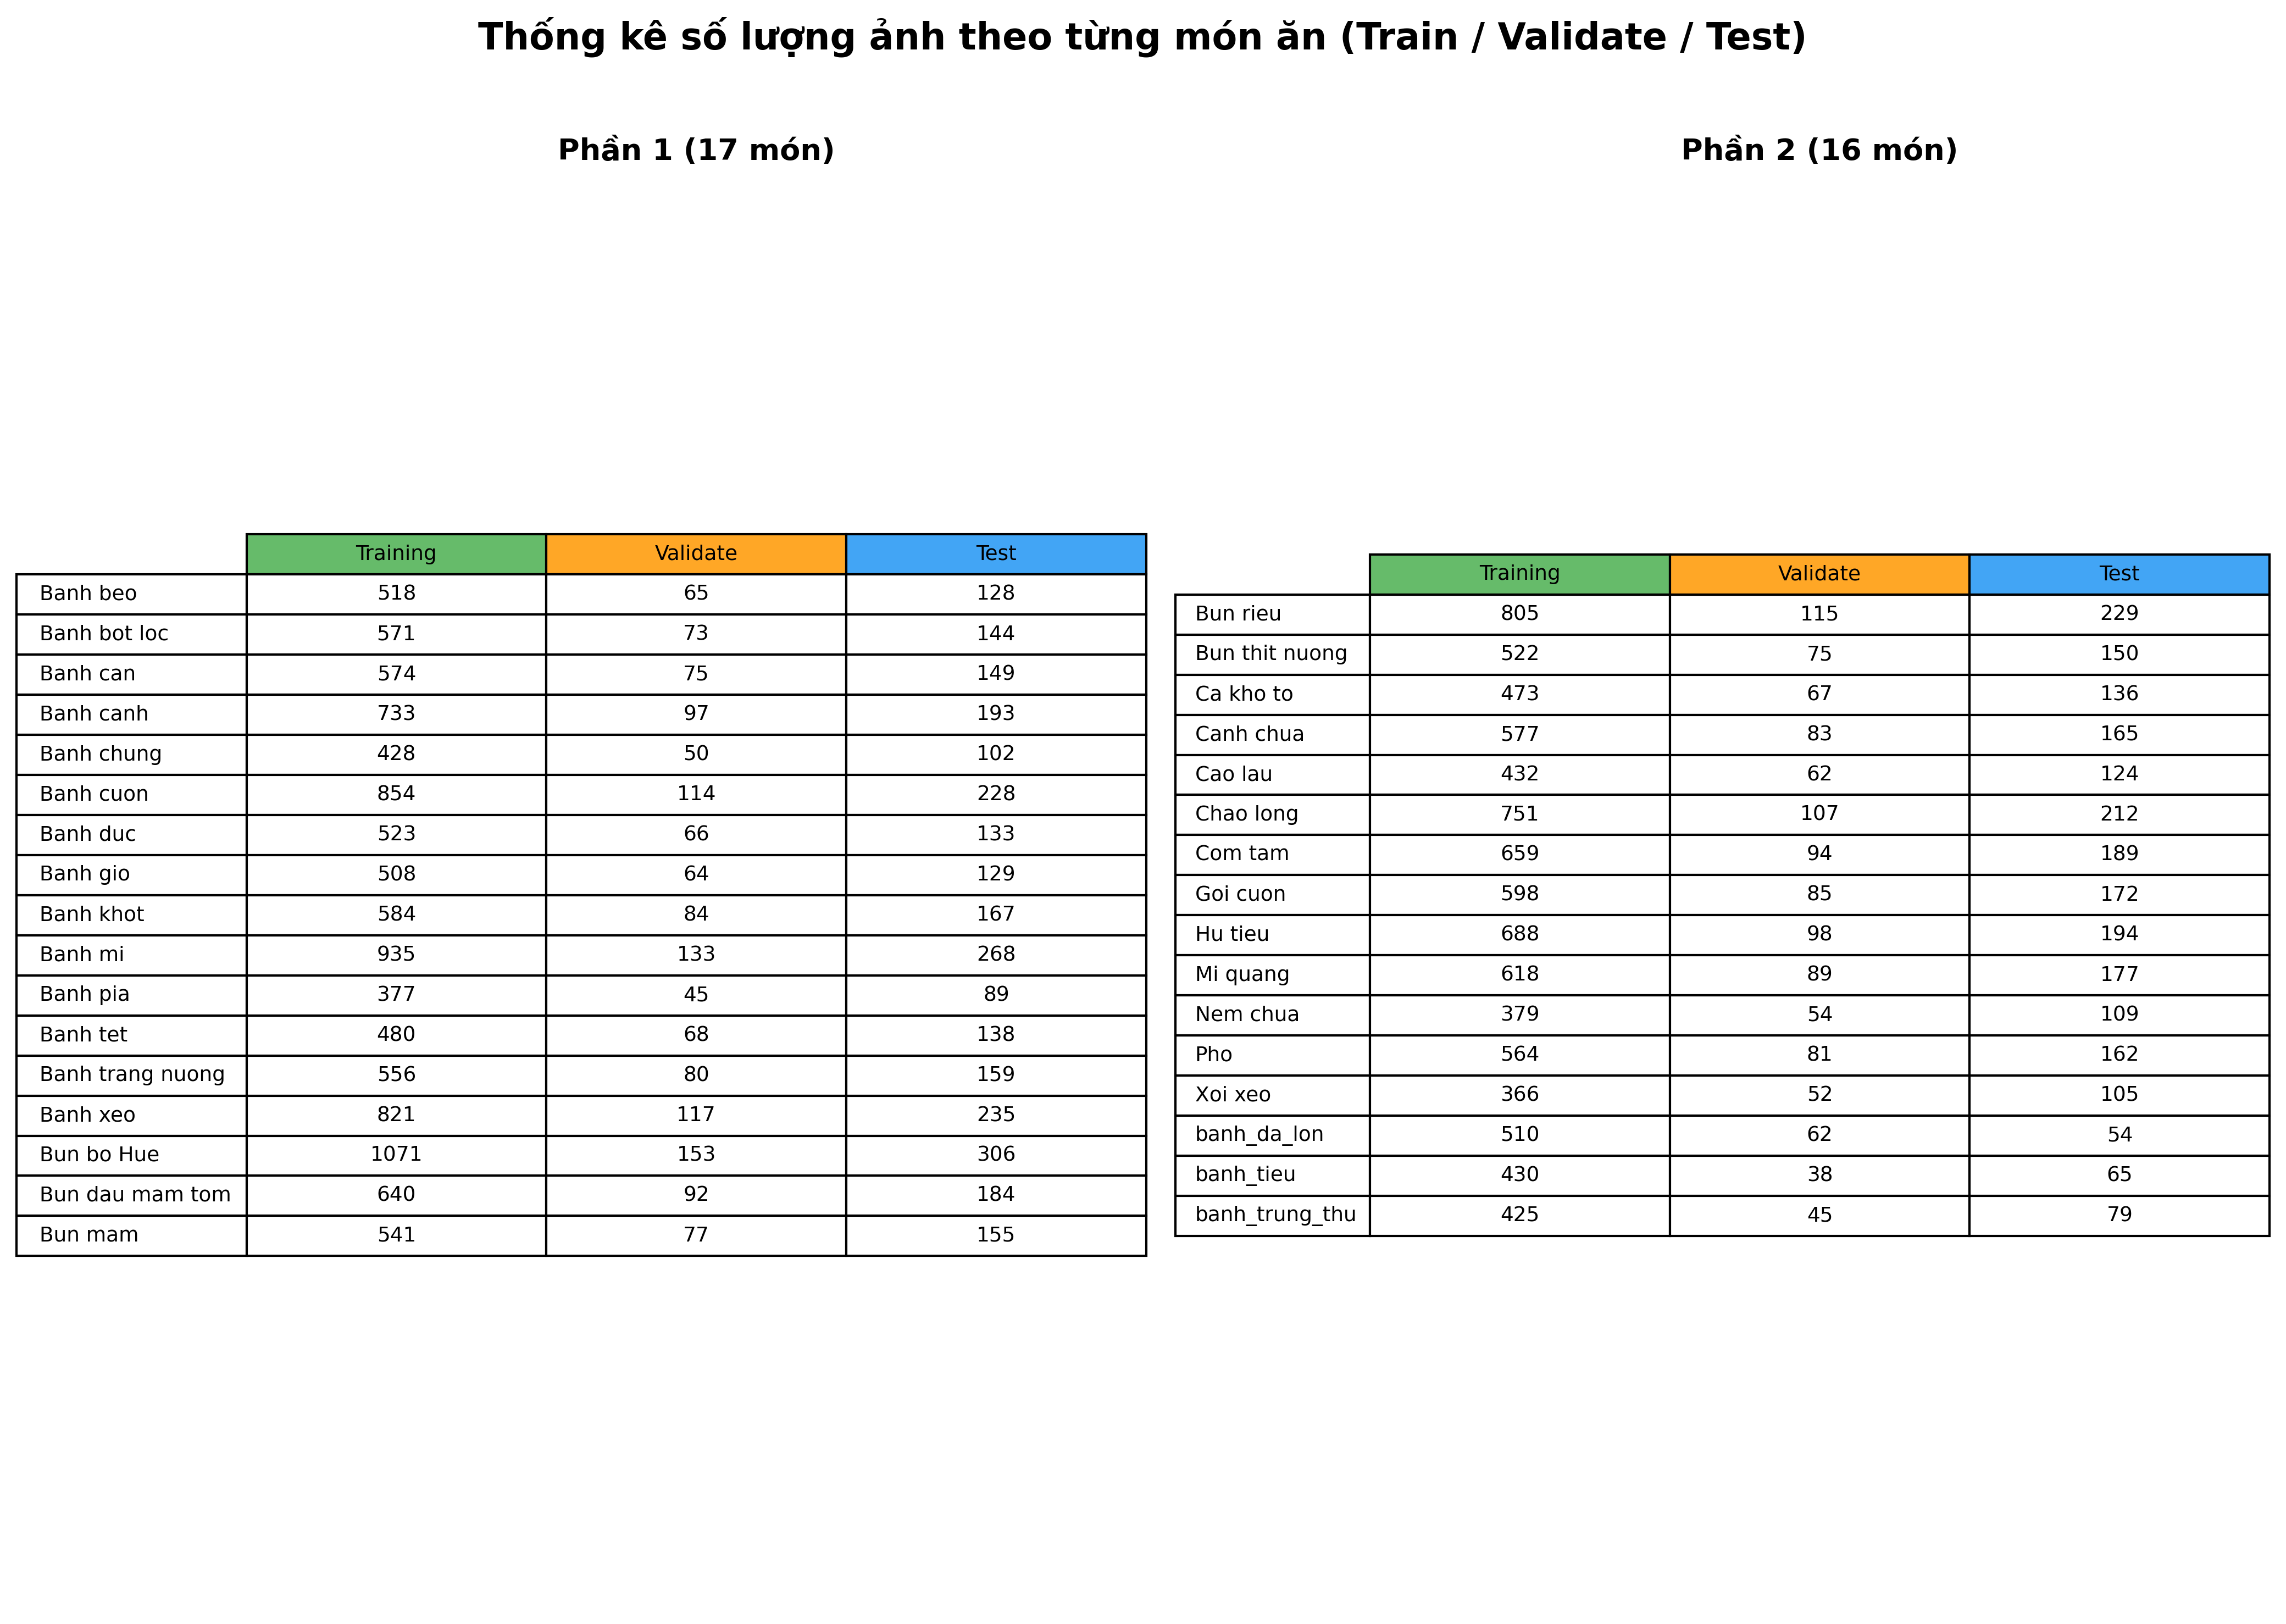 Thống kê số lượng ảnh theo từng món ăn (Train / Validate / Test)
Phần 1 (17 món)
Training Validate Test
Banh beo 518 65 128
Banh bot loc 571 73 144
Banh can 574 75 149
Banh canh 733 97 193
Banh chung 428 50 102
Banh cuon 854 114 228
Banh duc 523 66 133
Banh gio 508 64 129
Banh khot 584 84 167
Banh mi 935 133 268
Banh pia 377 45 89
Banh tet 480 68 138
Banh trang nuong 556 80 159
Banh xeo 821 117 235
Bun bo Hue 1071 153 306
Bun dau mam tom 640 92 184
Bun mam 541 77 155
Phần 2 (16 món)
Training Validate Test
Bun rieu 805 115 229
Bun thit nuong 522 75 150
Ca kho to 473 67 136
Canh chua 577 83 165
Cao lau 432 62 124
Chao long 751 107 212
Com tam 659 94 189
Goi cuon 598 85 172
Hu tieu 688 98 194
Mi quang 618 89 177
Nem chua 379 54 109
Pho 564 81 162
Xoi xeo 366 52 105
banh_da_lon 510 62 54
banh_tieu 430 38 65
banh_trung_thu 425 45 79